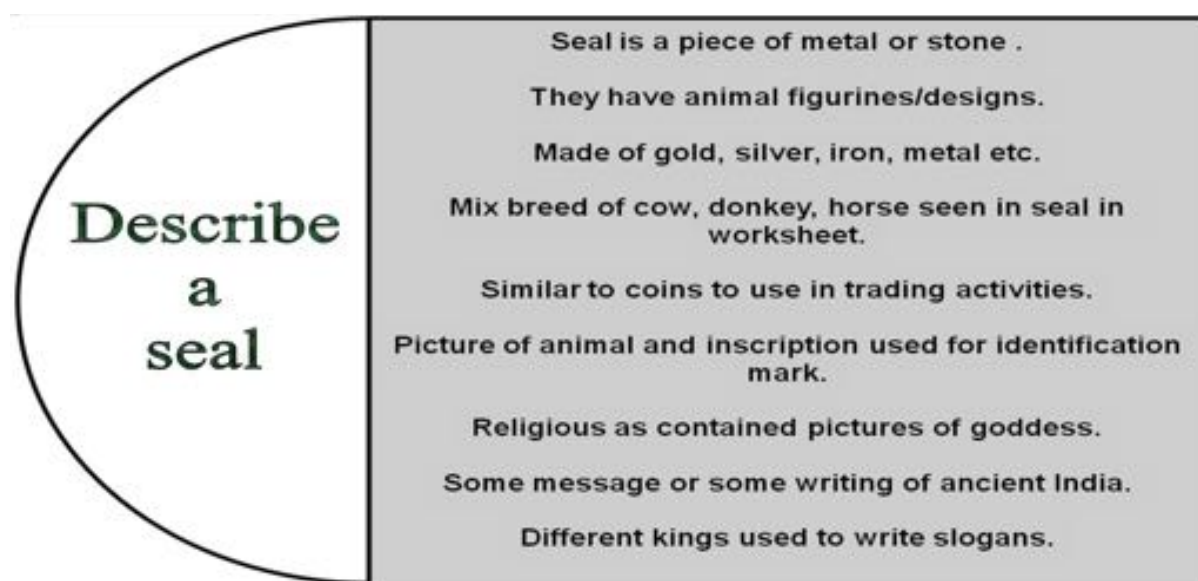 Describe
a
seal
Seal is a piece of metal or stone .
They have animal figurines/designs.
Made of gold, silver, iron, metal etc.
Mix breed of cow, donkey, horse seen in seal in
worksheet.
Similar to coins to use in trading activities.
Picture of animal and inscription used for identification
mark.
Religious as contained pictures of goddess.
Some message or some writing of ancient India.
Different kings used to write slogans.